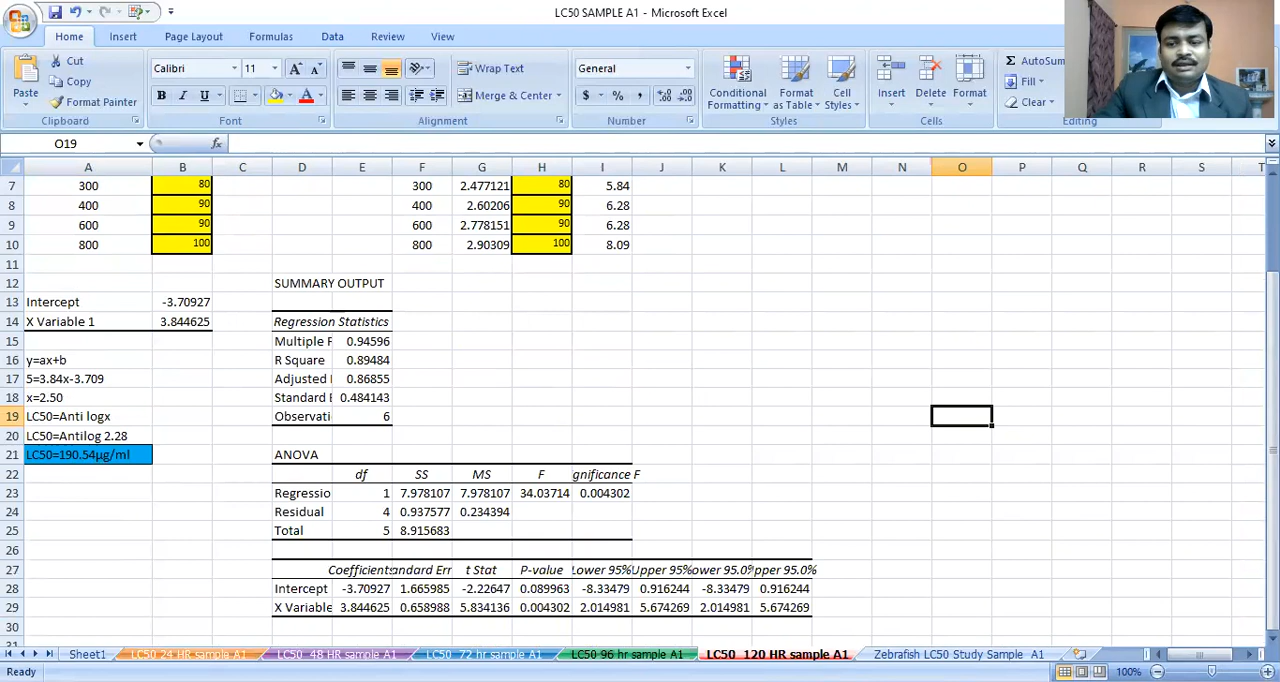 LC50 SAMPLE A1 - Microsoft Excel
Home Insert Page Layout Formulas Data Review View
Cut
Copy
Format Painter
Paste
Clipboard
Calibri 11
B I U
Font
Wrap Text
Merge & Center
Alignment
General
$ % ,
Number
Conditional Formatting
Format as Table
Cell Styles
Styles
Insert Delete Format
Cells
AutoSum
Fill
Clear
Editing
O19 fx
A B C D E F G H I J K L M N O P Q R S T
7 300 80 300 2.477121 80 5.84
8 400 90 400 2.60206 90 6.28
9 600 90 600 2.778151 90 6.28
10 800 100 800 2.90309 100 8.09
11
12 SUMMARY OUTPUT
13 Intercept -3.70927
14 X Variable 1 3.844625 Regression Statistics
15 Multiple R 0.94596
16 y=ax+b R Square 0.89484
17 5=3.84x-3.709 Adjusted 0.86855
18 x=2.50 Standard E 0.484143
19 LC50=Anti logx Observati 6
20 LC50=Antilog 2.28
21 LC50=190.54µg/ml ANOVA
22 df SS MS F gnificance F
23 Regressio 1 7.978107 7.978107 34.03714 0.004302
24 Residual 4 0.937577 0.234394
25 Total 5 8.915683
26
27 Coefficients andard Err t Stat P-value Lower 95% Upper 95% ower 95.0% pper 95.0%
28 Intercept -3.70927 1.665985 -2.22647 0.089963 -8.33479 0.916244 -8.33479 0.916244
29 X Variable 3.844625 0.658988 5.834136 0.004302 2.014981 5.674269 2.014981 5.674269
30
31
Sheet1 LC50 24 HR sample A1 LC50 48 HR sample A1 LC50 72 hr sample A1 LC50 96 hr sample A1 LC50 120 HR sample A1 Zebrafish LC50 Study Sample A1
Ready 100%